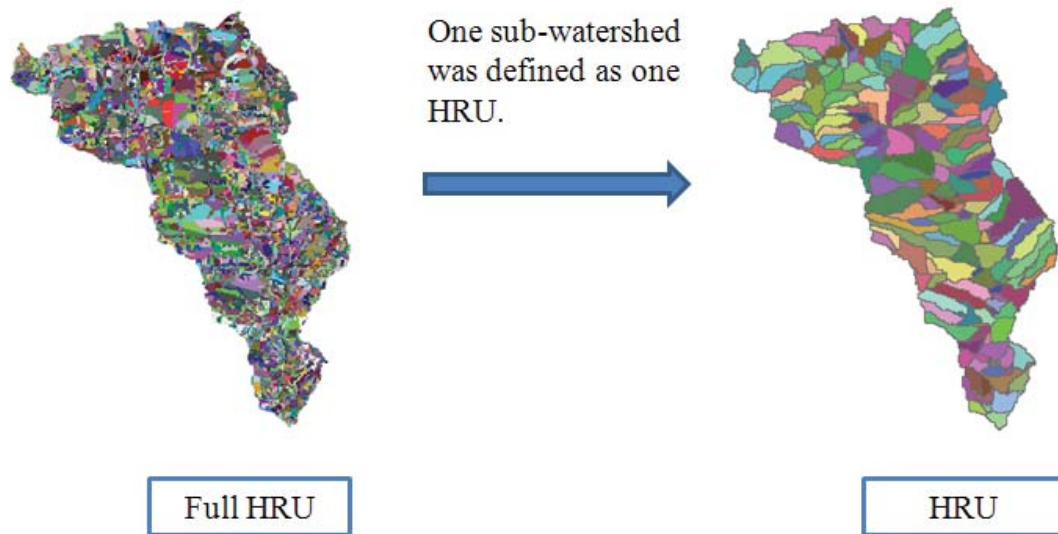 One sub-watershed
was defined as one
HRU.
Full HRU
HRU